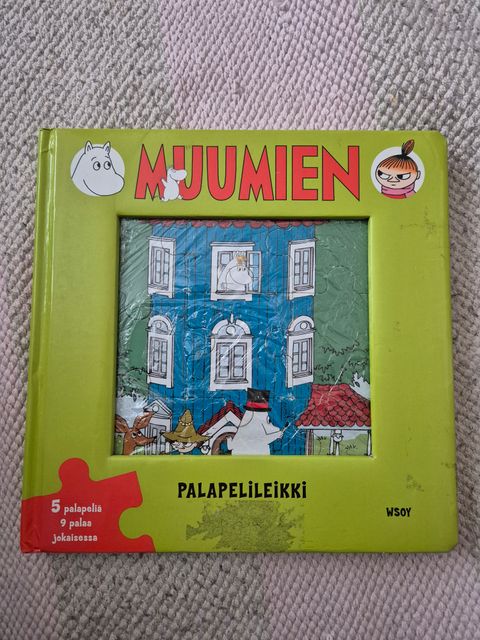 MUUMIEN
PALAPELILEIKKI
WSOY
5 palapeliä
9 palaa
jokaisessa